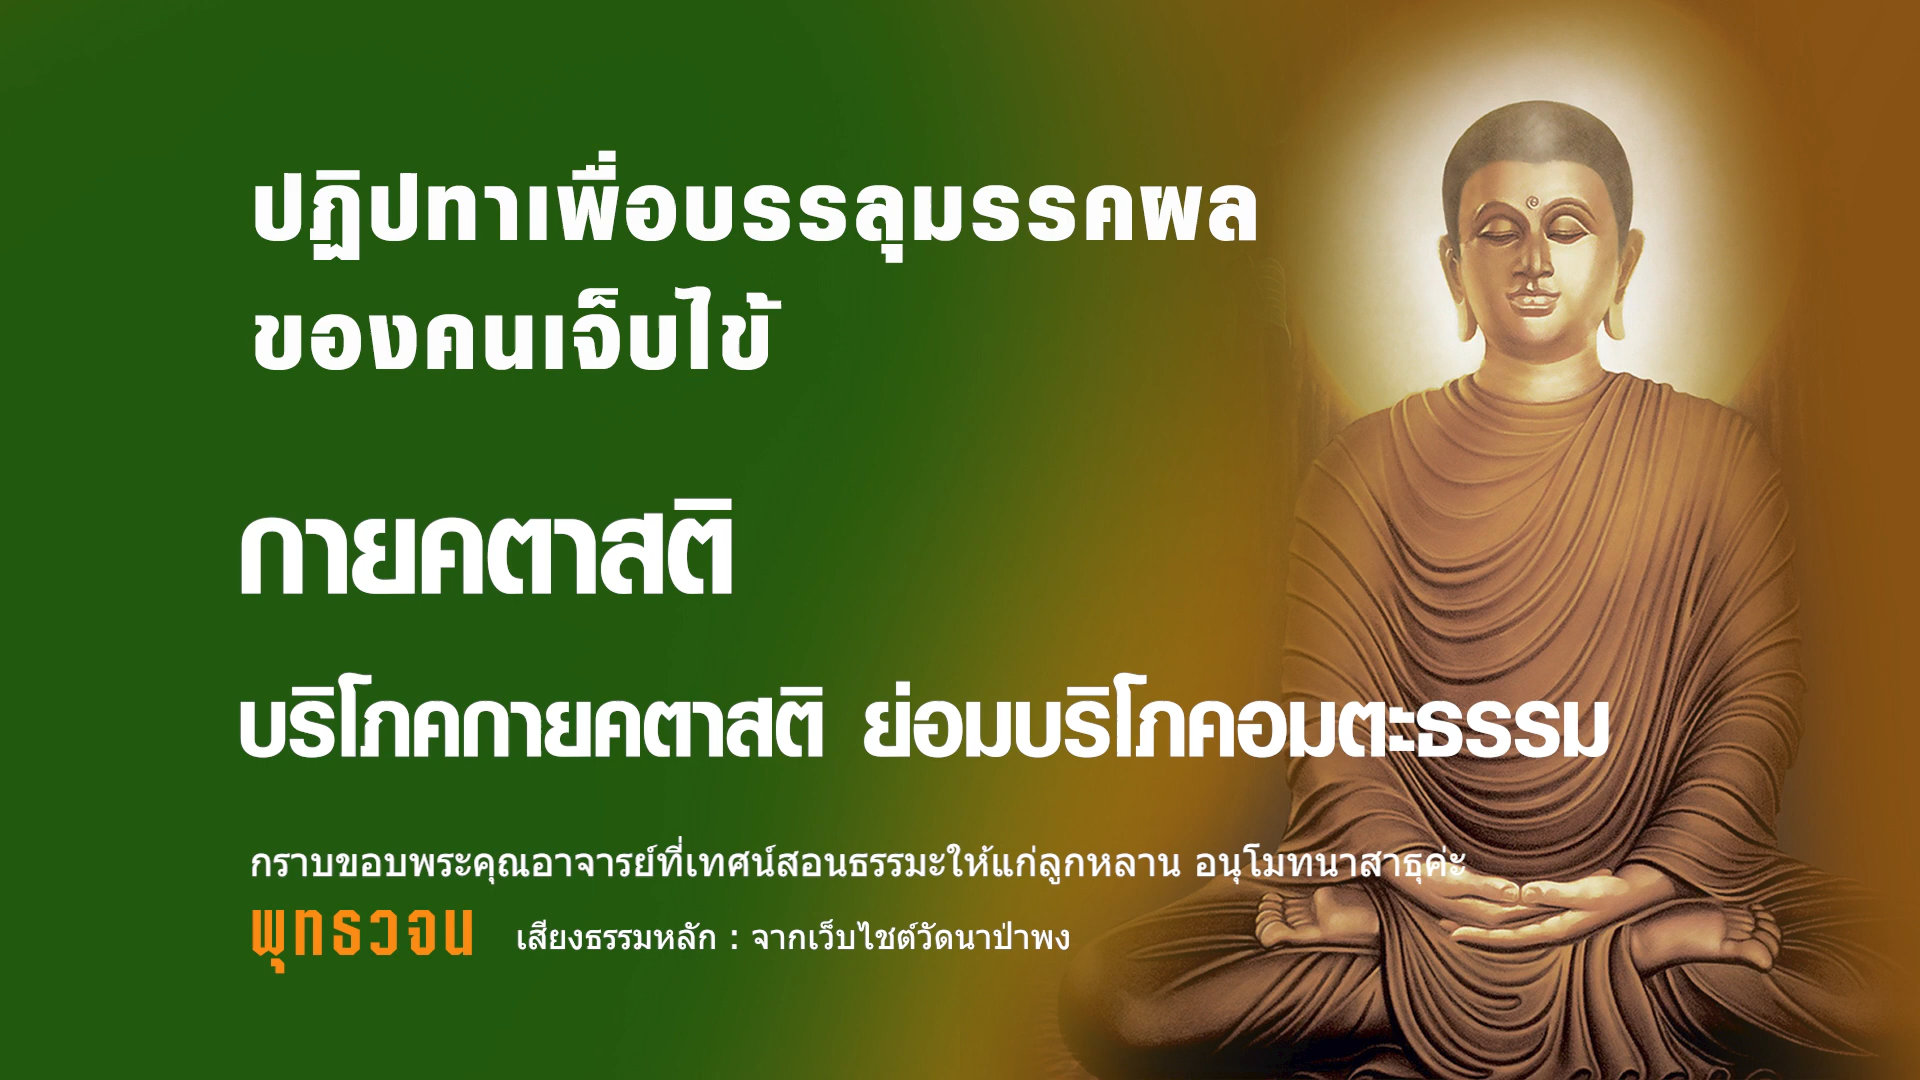 ปฏิปทาเพื่อบรรลุมรรคผล
ของคนเจ็บไข้
กายคตาสติ
บริโภคกายคตาสติ ย่อมบริโภคอมตะธรรม
กราบขอบพระคุณอาจารย์ที่เทศน์สอนธรรมะให้แก่ลูกหลาน อนุโมทนาสาธุค่ะ
พุทธวจน เสียงธรรมหลัก : จากเว็บไซต์วัดนาป่าพง